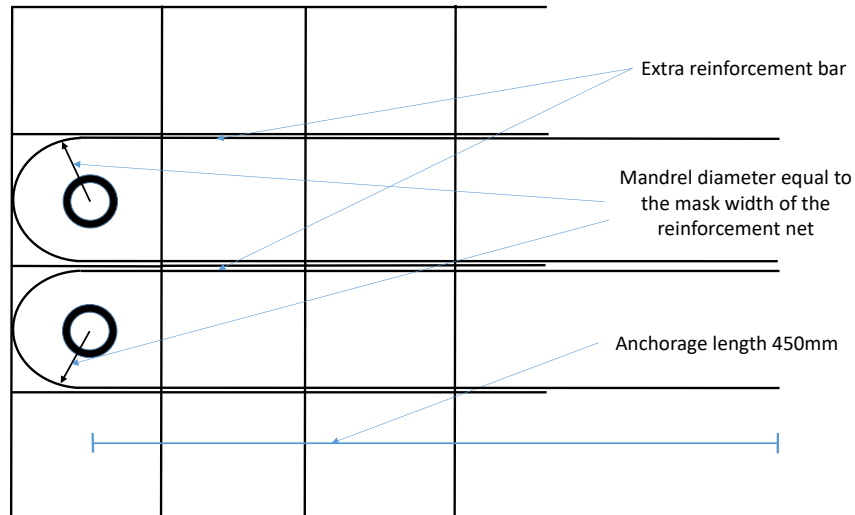 Extra reinforcement bar
Mandrel diameter equal to
the mask width of the
reinforcement net
Anchorage length 450mm